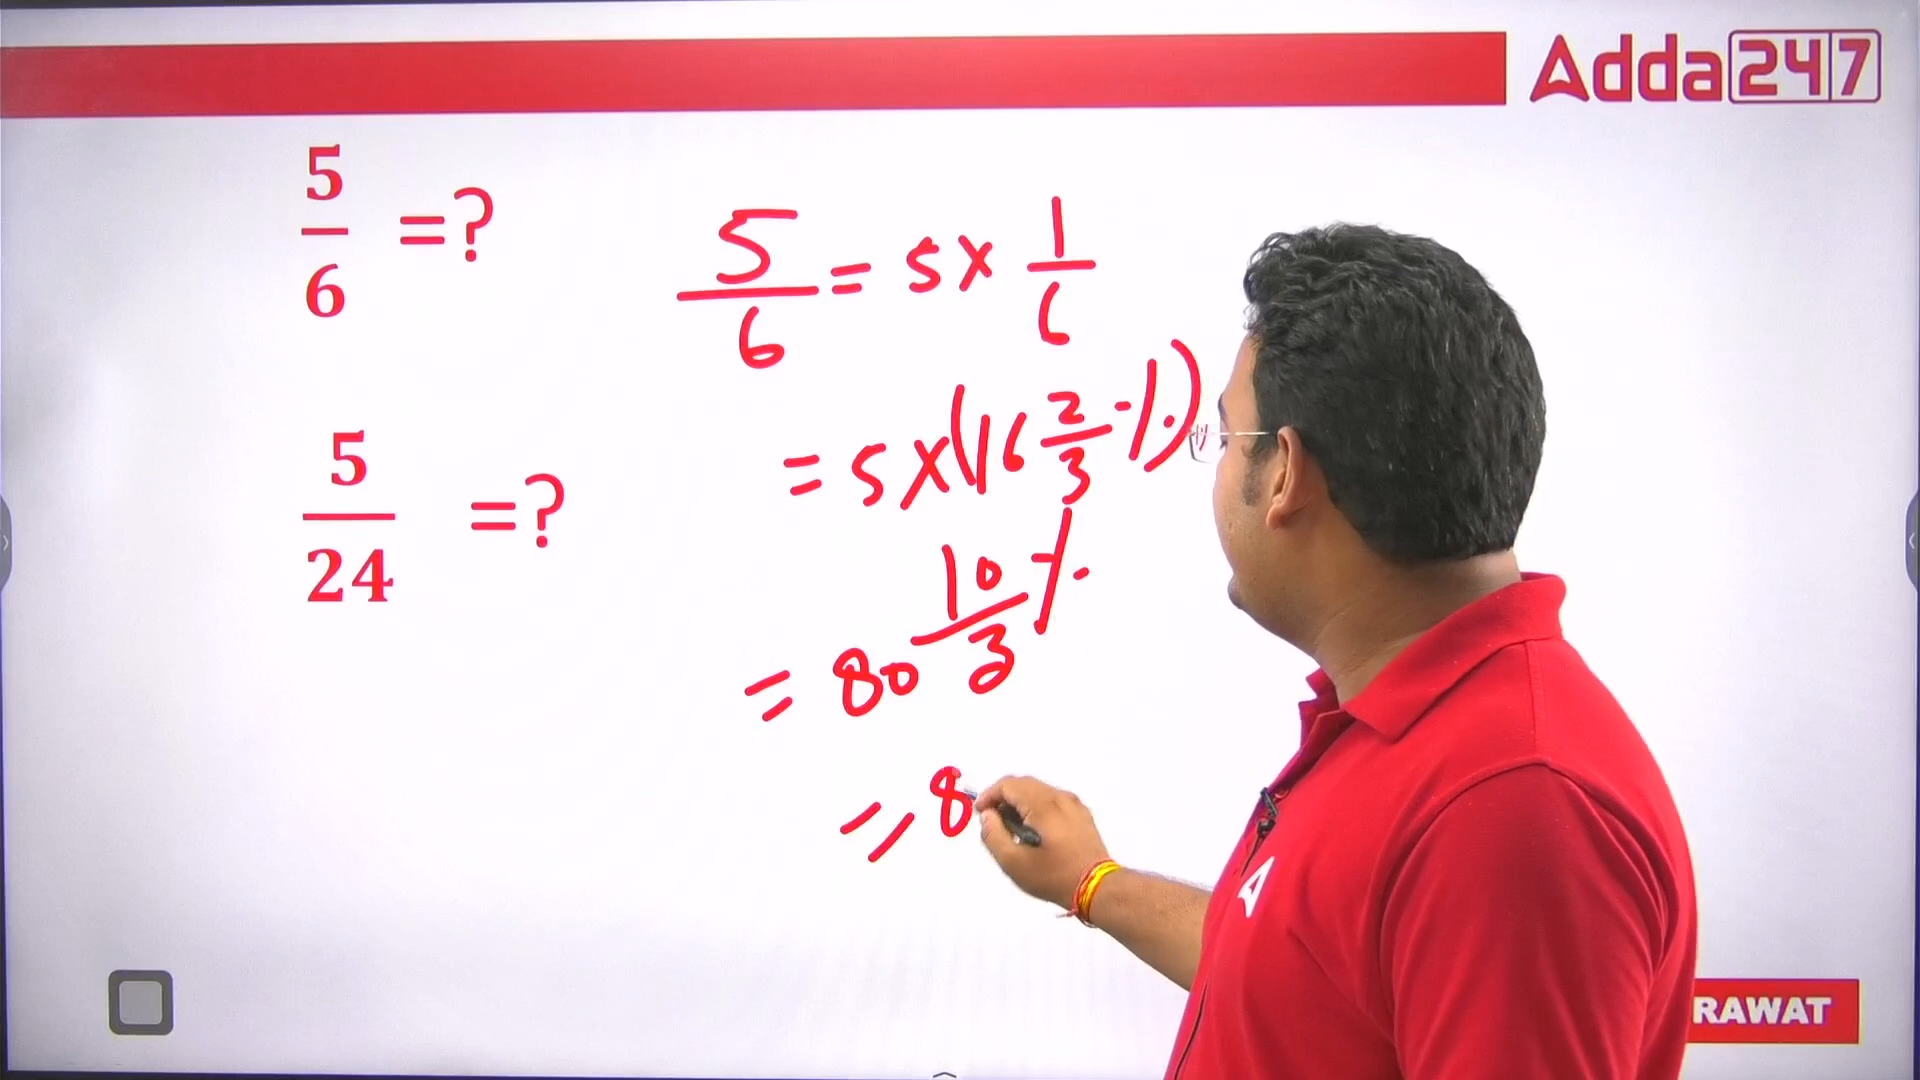 Adda247
5/6 =?
5/24 =?
5/6 = 5 × 1/6
= 5 × (16 2/3 %)
= 80 10/3 %
= 8
RAWAT